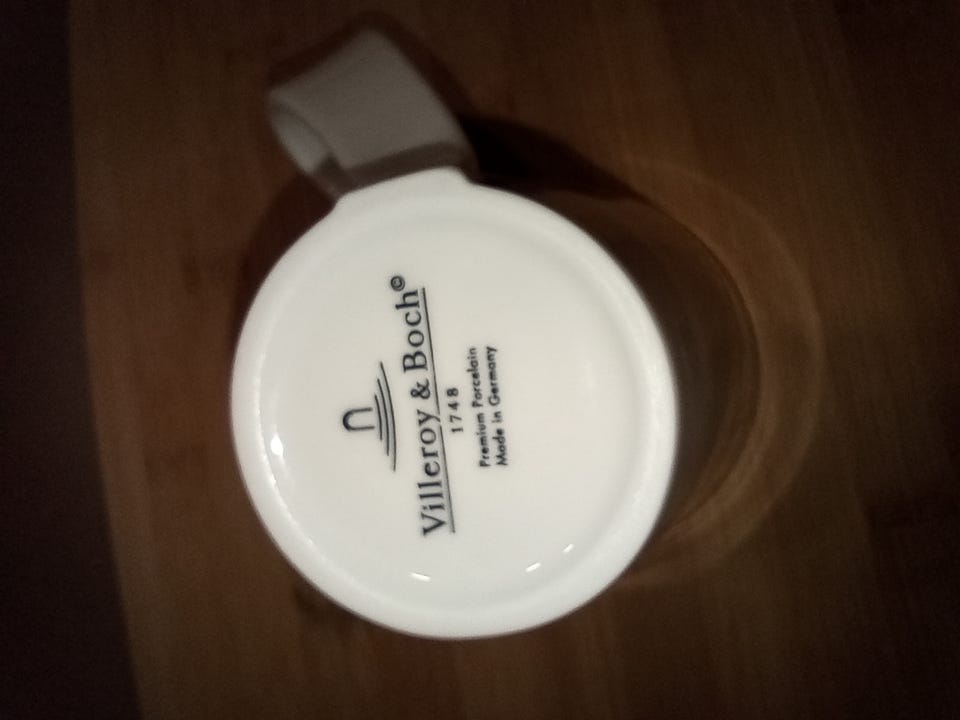 Villeroy & Boch©
1748
Premium Porcelain
Made in Germany